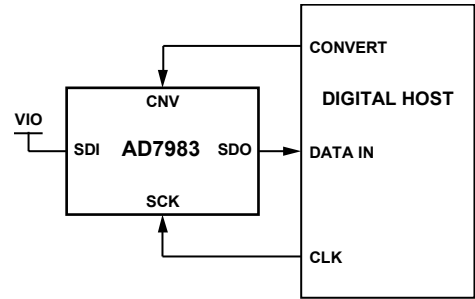 CONVERT
CNV
DIGITAL HOST
VIO
SDI AD7983 SDO DATA IN
SCK
CLK